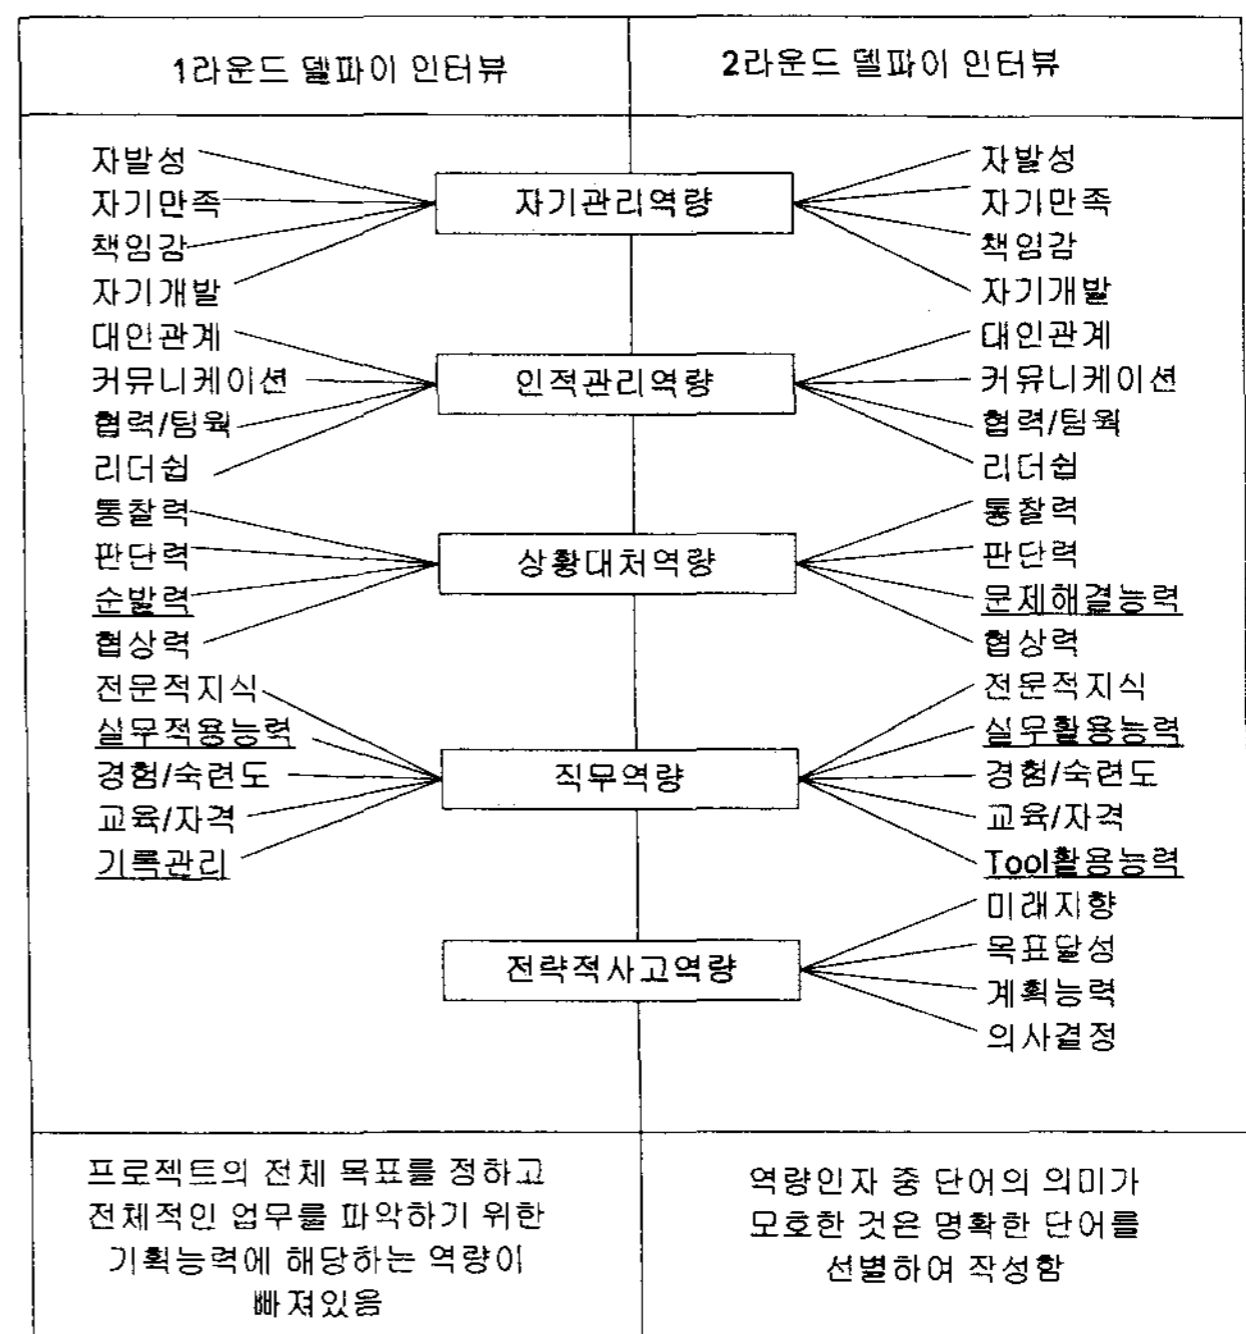 1라운드 델파이 인터뷰
2라운드 델파이 인터뷰
자발성
자기만족
책임감
자기개발
대인관계
커뮤니케이션
협력/팀웍
리더쉽
통찰력
판단력
순발력
협상력
전문적지식
실무적용능력
경험/숙련도
교육/자격
기록관리
자기관리역량
인적관리역량
상황대처역량
직무역량
전략적사고역량
자발성
자기만족
책임감
자기개발
대인관계
커뮤니케이션
협력/팀웍
리더쉽
통찰력
판단력
문제해결능력
협상력
전문적지식
실무활용능력
경험/숙련도
교육/자격
Tool활용능력
미래지향
목표달성
계획능력
의사결정
프로젝트의 전체 목표를 정하고
전체적인 업무를 파악하기 위한
기획능력에 해당하는 역량이
빠져있음
역량인자 중 단어의 의미가
모호한 것은 명확한 단어를
선별하여 작성함